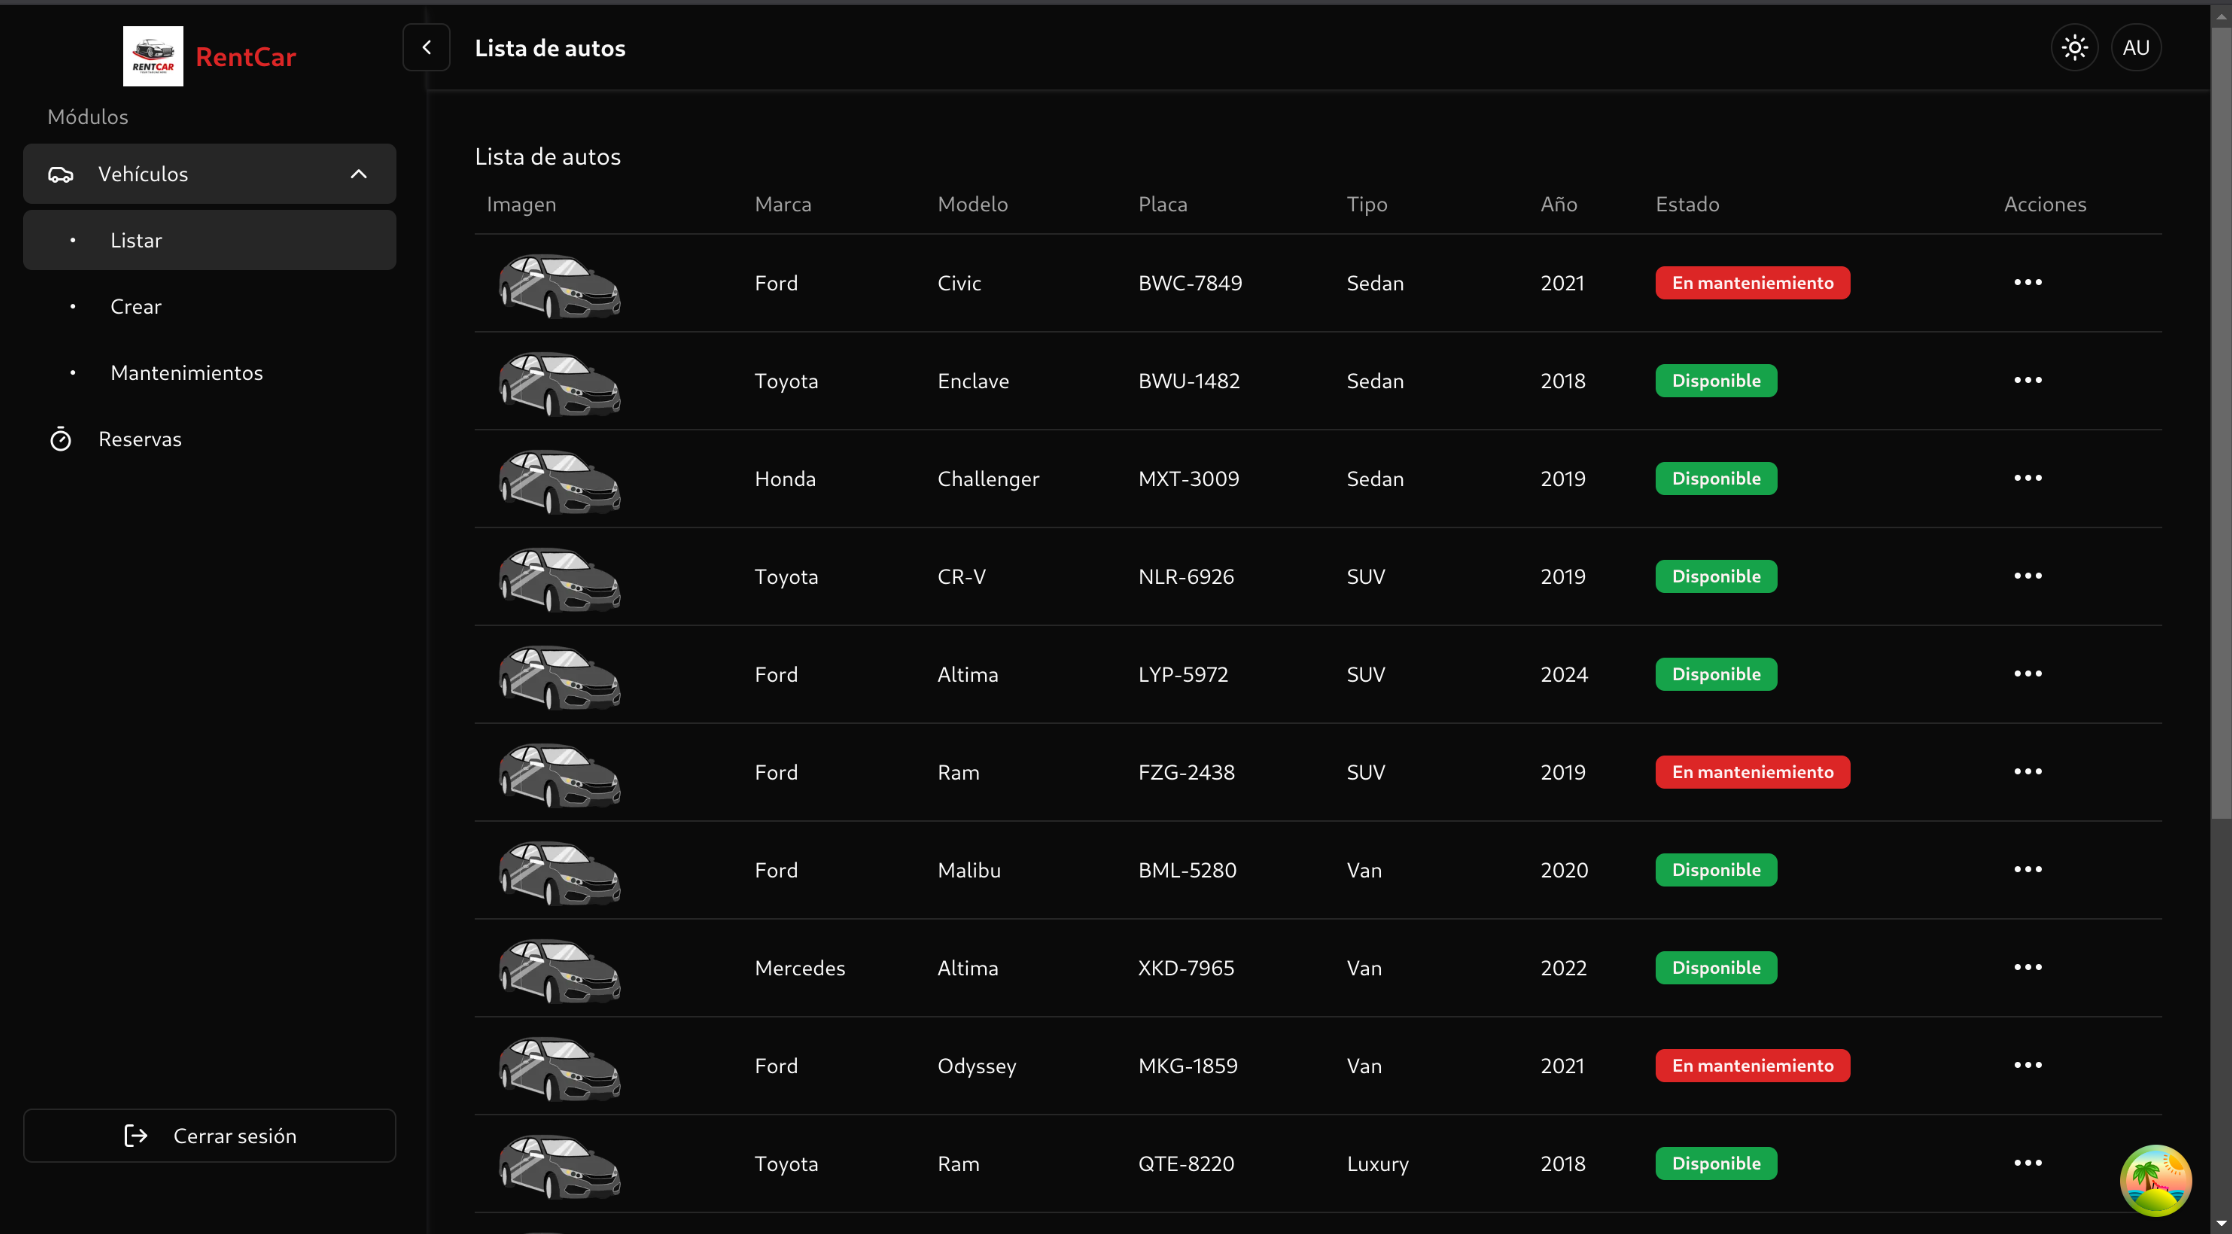 RENTCAR
RentCar
Lista de autos
AU
Módulos
Vehículos
Listar
Crear
Mantenimientos
Reservas
Cerrar sesión
Lista de autos
Imagen Marca Modelo Placa Tipo Año Estado Acciones
Ford Civic BWC-7849 Sedan 2021 En manteniemiento
Toyota Enclave BWU-1482 Sedan 2018 Disponible
Honda Challenger MXT-3009 Sedan 2019 Disponible
Toyota CR-V NLR-6926 SUV 2019 Disponible
Ford Altima LYP-5972 SUV 2024 Disponible
Ford Ram FZG-2438 SUV 2019 En manteniemiento
Ford Malibu BML-5280 Van 2020 Disponible
Mercedes Altima XKD-7965 Van 2022 Disponible
Ford Odyssey MKG-1859 Van 2021 En manteniemiento
Toyota Ram QTE-8220 Luxury 2018 Disponible